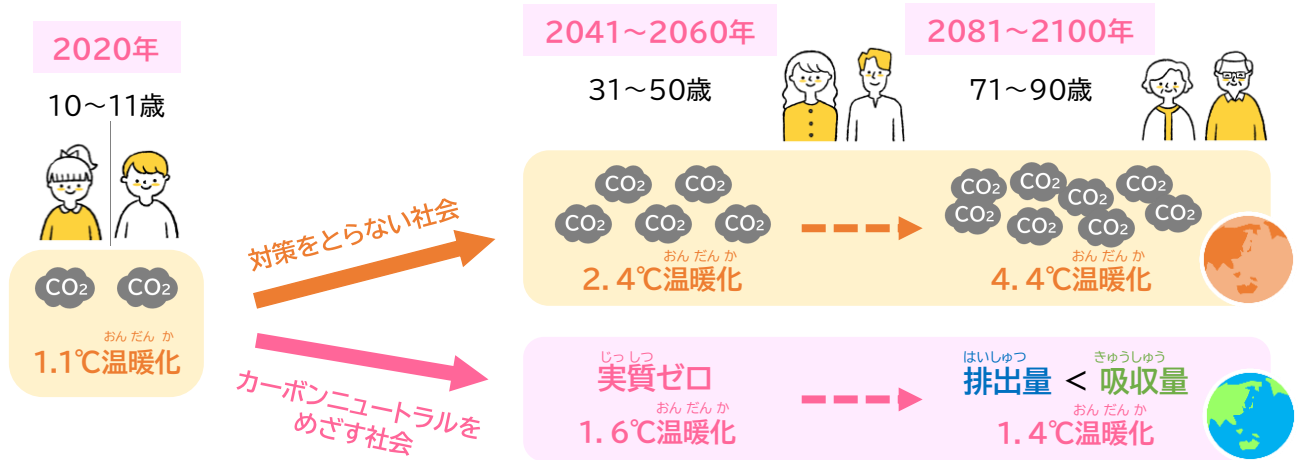 2020年
10～11歳
CO2
CO2
おん だん か
1.1℃温暖化
対策をとらない社会
カーボンニュートラルを
めざす社会
2041～2060年
31～50歳
CO2
CO2
CO2
CO2
CO2
おん だん か
2.4℃温暖化
2081～2100年
71～90歳
CO2
CO2
CO2
CO2
CO2
CO2
CO2
CO2
おん だん か
4.4℃温暖化
じっ しつ
実質ゼロ
おん だん か
1.6℃温暖化
はいしゅつ きゅうしゅう
排出量 < 吸収量
おん だん か
1.4℃温暖化